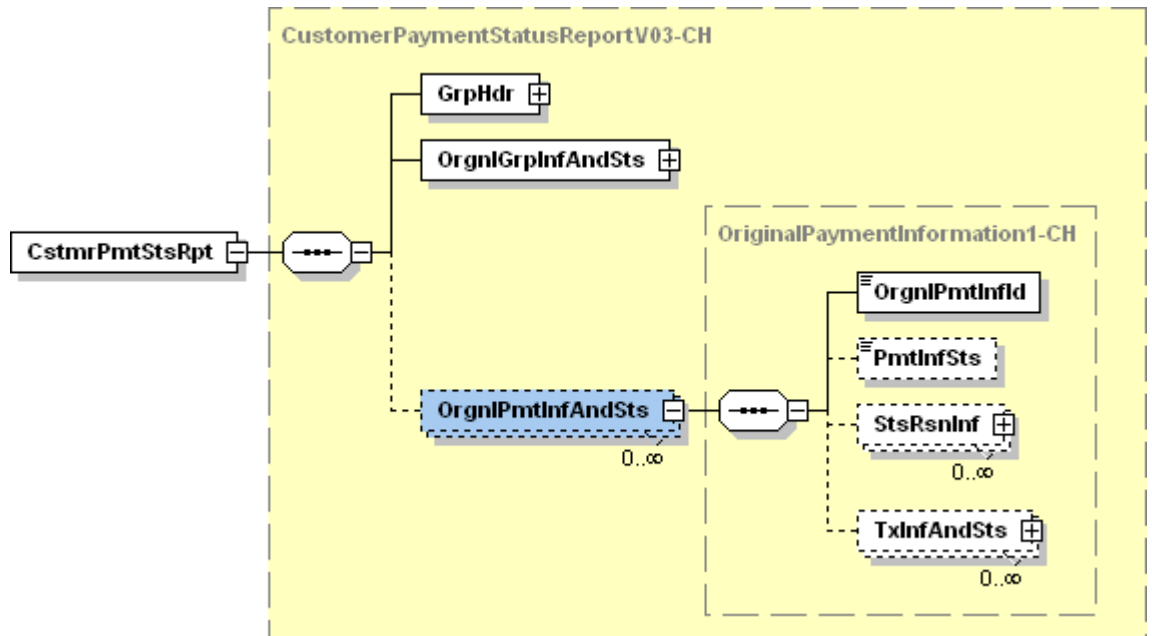 CustomerPaymentStatusReportV03-CH
GrpHdr
OrgnlGrpInfAndSts
CstmrPmtStsRpt
OriginalPaymentInformation1-CH
OrgnlPmtInfId
PmtInfSts
OrgnlPmtInfAndSts
0..∞
StsRsnInf
0..∞
TxInfAndSts
0..∞